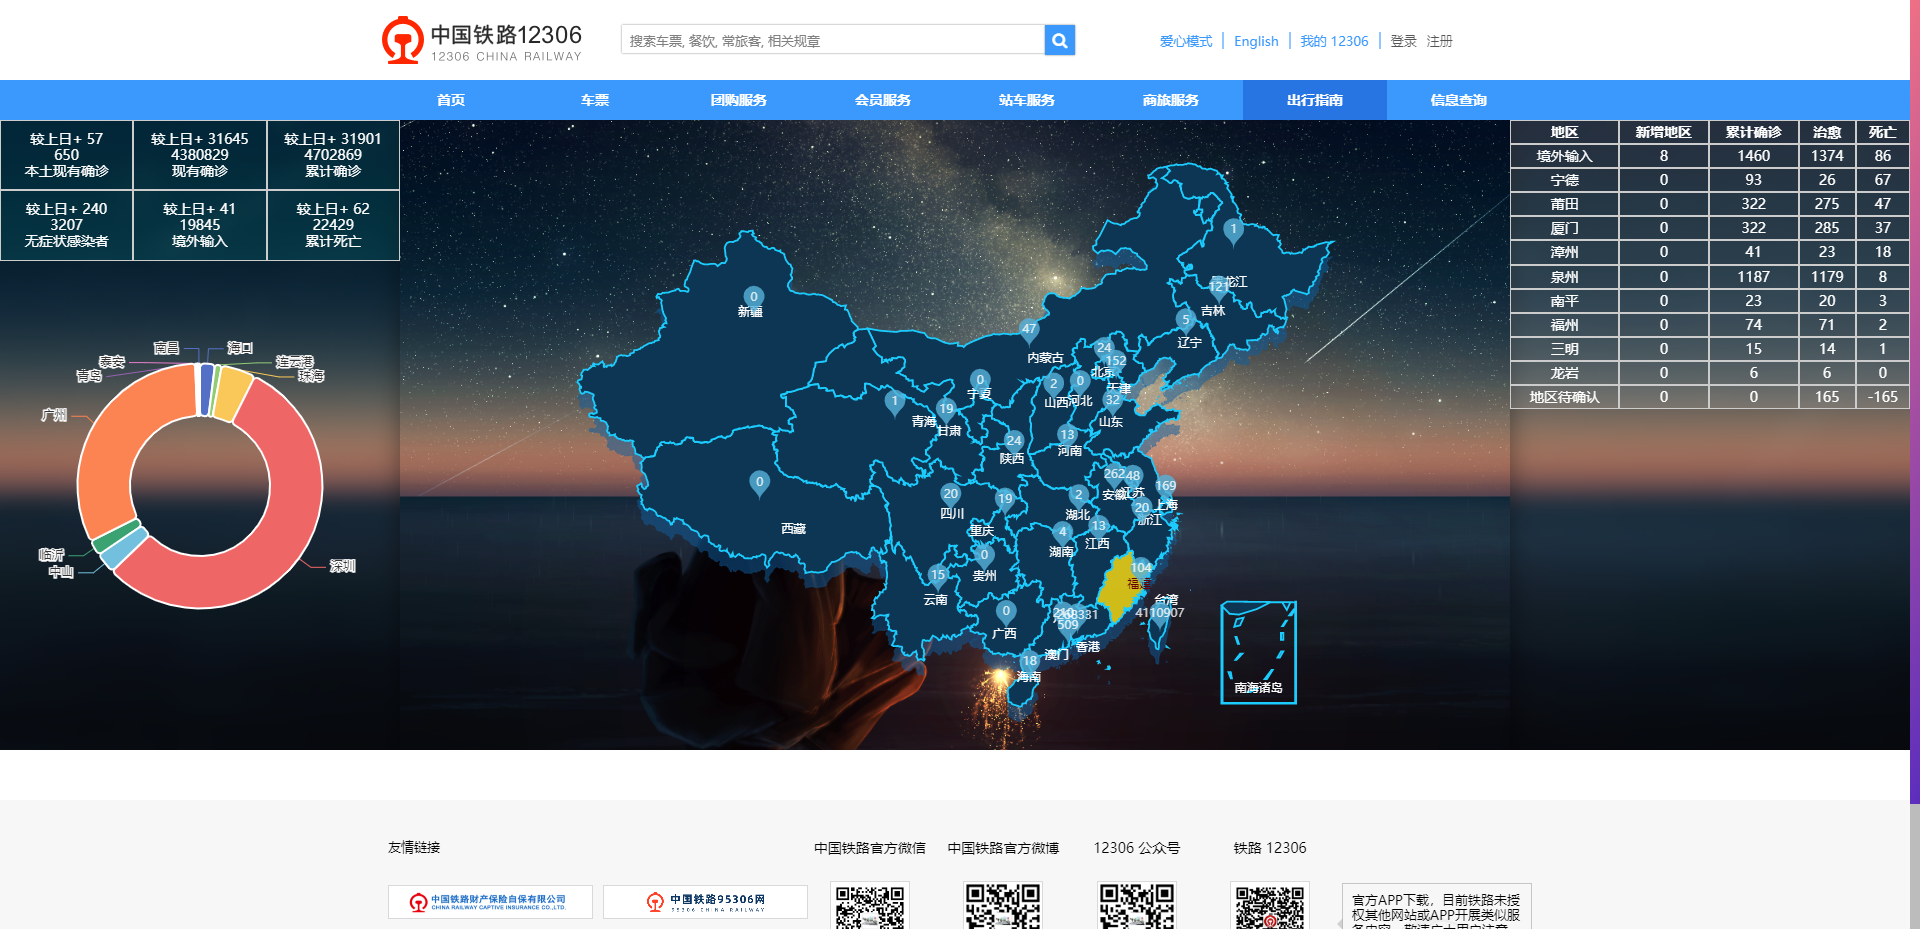 中国铁路12306
12306 CHINA RAILWAY
搜索车票, 餐饮, 常旅客, 相关规章
爱心模式 English 我的 12306 登录 注册
首页 车票 团购服务 会员服务 站车服务 商旅服务 出行指南 信息查询
较上日+ 57
650
本土现有确诊
较上日+ 31645
4380829
现有确诊
较上日+ 31901
4702869
累计确诊
较上日+ 240
3207
无症状感染者
较上日+ 41
19845
境外输入
较上日+ 62
22429
累计死亡
南昌
海口
泰安
连云港
青岛
珠海
广州
临沂
中山
深圳
1
黑龙江
121
吉林
5
辽宁
0
新疆
47
内蒙古
24
北京
152
天津
0
宁夏
2
山西
0
河北
32
山东
1
青海
19
甘肃
13
河南
24
陕西
0
西藏
262
安徽
48
江苏
169
上海
20
四川
19
重庆
2
湖北
20
浙江
4
湖南
13
江西
0
贵州
15
云南
104
福建
0
广西
509
香港
澳门
台湾
4110907
18
海南
南海诸岛
地区 新增地区 累计确诊 治愈 死亡
境外输入 8 1460 1374 86
宁德 0 93 26 67
莆田 0 322 275 47
厦门 0 322 285 37
漳州 0 41 23 18
泉州 0 1187 1179 8
南平 0 23 20 3
福州 0 74 71 2
三明 0 15 14 1
龙岩 0 6 6 0
地区待确认 0 0 165 -165
友情链接
中国铁路官方微信 中国铁路官方微博 12306 公众号 铁路 12306
中国铁路财产保险自保有限公司
CHINA RAILWAY CAPTIVE INSURANCE CO.,LTD.
中国铁路95306网
95306 CHINA RAILWAY
官方APP下载，目前铁路未授
权其他网站或APP开展类似服